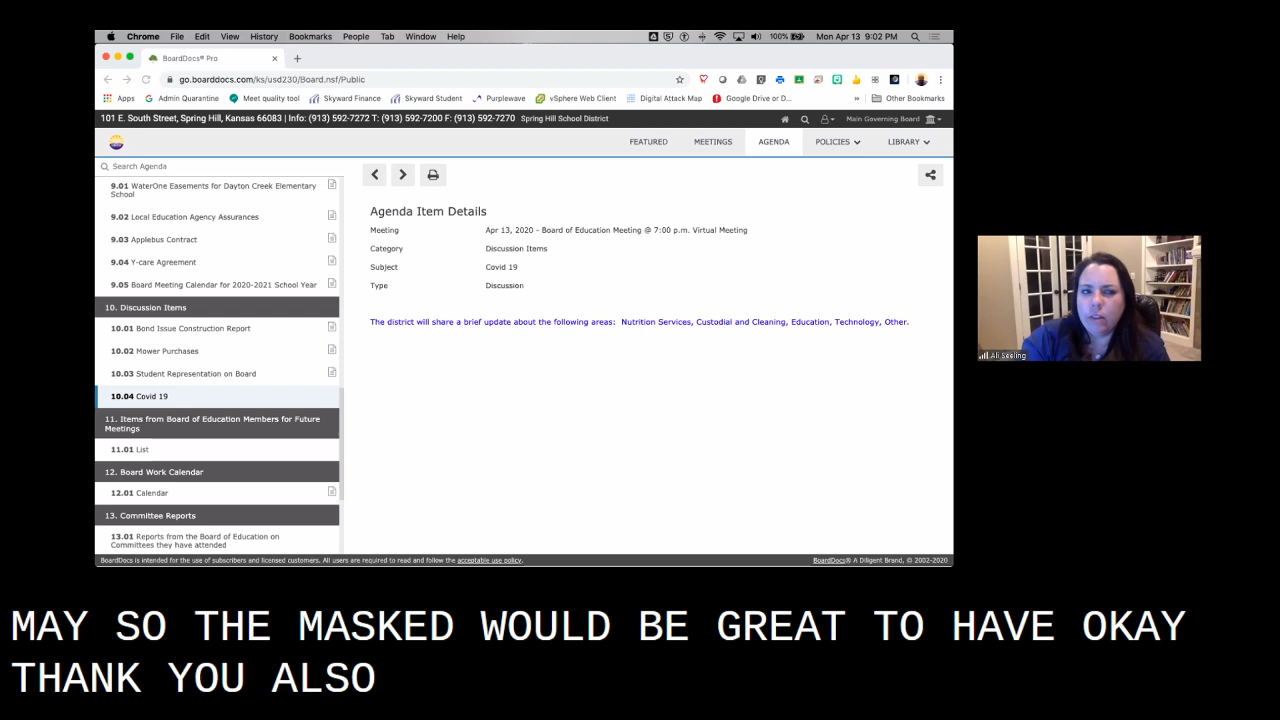 Chrome File Edit View History Bookmarks People Tab Window Help 100% Mon Apr 13 9:02 PM
BoardDocs® Pro
go.boarddocs.com/ks/usd230/Board.nsf/Public
Apps Admin Quarantine Meet quality tool Skyward Finance Skyward Student Purplewave vSphere Web Client Digital Attack Map Google Drive or D... » Other Bookmarks
101 E. South Street, Spring Hill, Kansas 66083 | Info: (913) 592-7272 T: (913) 592-7200 F: (913) 592-7270 Spring Hill School District Main Governing Board
FEATURED MEETINGS AGENDA POLICIES LIBRARY
Search Agenda
9.01 WaterOne Easements for Dayton Creek Elementary
School
9.02 Local Education Agency Assurances
9.03 Applebus Contract
9.04 Y-care Agreement
9.05 Board Meeting Calendar for 2020-2021 School Year
10. Discussion Items
10.01 Bond Issue Construction Report
10.02 Mower Purchases
10.03 Student Representation on Board
10.04 Covid 19
11. Items from Board of Education Members for Future
Meetings
11.01 List
12. Board Work Calendar
12.01 Calendar
13. Committee Reports
13.01 Reports from the Board of Education on
Committees they have attended
Agenda Item Details
Meeting Apr 13, 2020 - Board of Education Meeting @ 7:00 p.m. Virtual Meeting
Category Discussion Items
Subject Covid 19
Type Discussion
The district will share a brief update about the following areas: Nutrition Services, Custodial and Cleaning, Education, Technology, Other.
BoardDocs is intended for the use of subscribers and licensed customers. All users are required to read and follow the acceptable use policy. BoardDocs® A Diligent Brand, © 2002-2020
Ali Seeling
MAY SO THE MASKED WOULD BE GREAT TO HAVE OKAY
THANK YOU ALSO